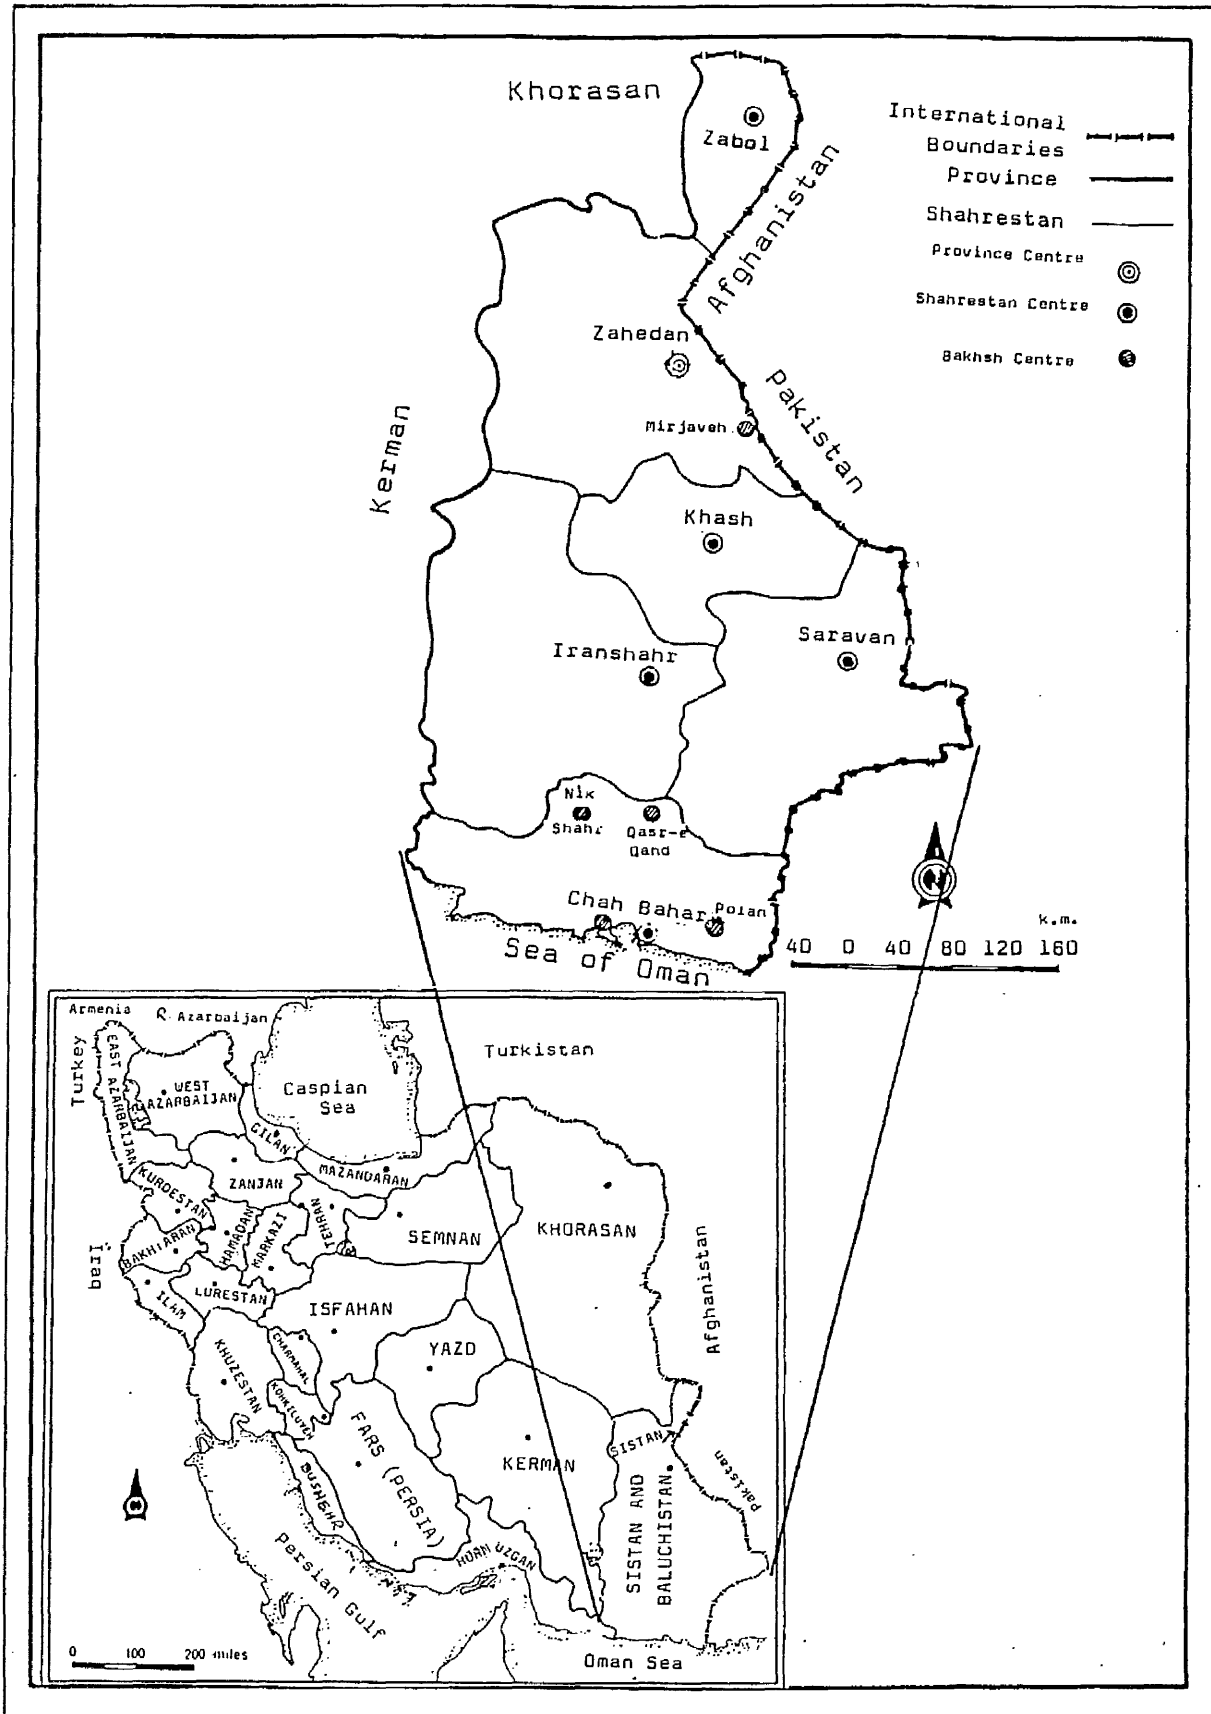 Khorasan
Zabol
International
Boundaries
Province
Shahrestan
Province Centre
Shahrestan Centre
Bakhsh Centre
Afghanistan
Zahedan
Pakistan
Mirjaveh
Kerman
Khash
Saravan
Iranshahr
Nik
Shahr
Qasr-e
Qand
Chah Bahar
Polan
Sea of Oman
N
k.m.
40 0 40 80 120 160
Armenia
R. Azarbaijan
Turkey
Turkistan
EAST AZARBAIJAN
WEST
AZARBAIJAN
Caspian
Sea
GILAN
MAZANDARAN
ZANJAN
KURDESTAN
TEHRAN
HAMADAN
MARKAZI
SEMNAN
KHORASAN
BAKHTARAN
Iraq
ILAM
LURESTAN
ISFAHAN
Afghanistan
YAZD
CHARMAHAL
KHUZESTAN
KOHKILUYEH
FARS (PERSIA)
KERMAN
SISTAN
SISTAN AND
BALUCHISTAN
Pakistan
BUSHEHR
HORMUZGAN
Persian Gulf
0 100 200 miles
Oman Sea